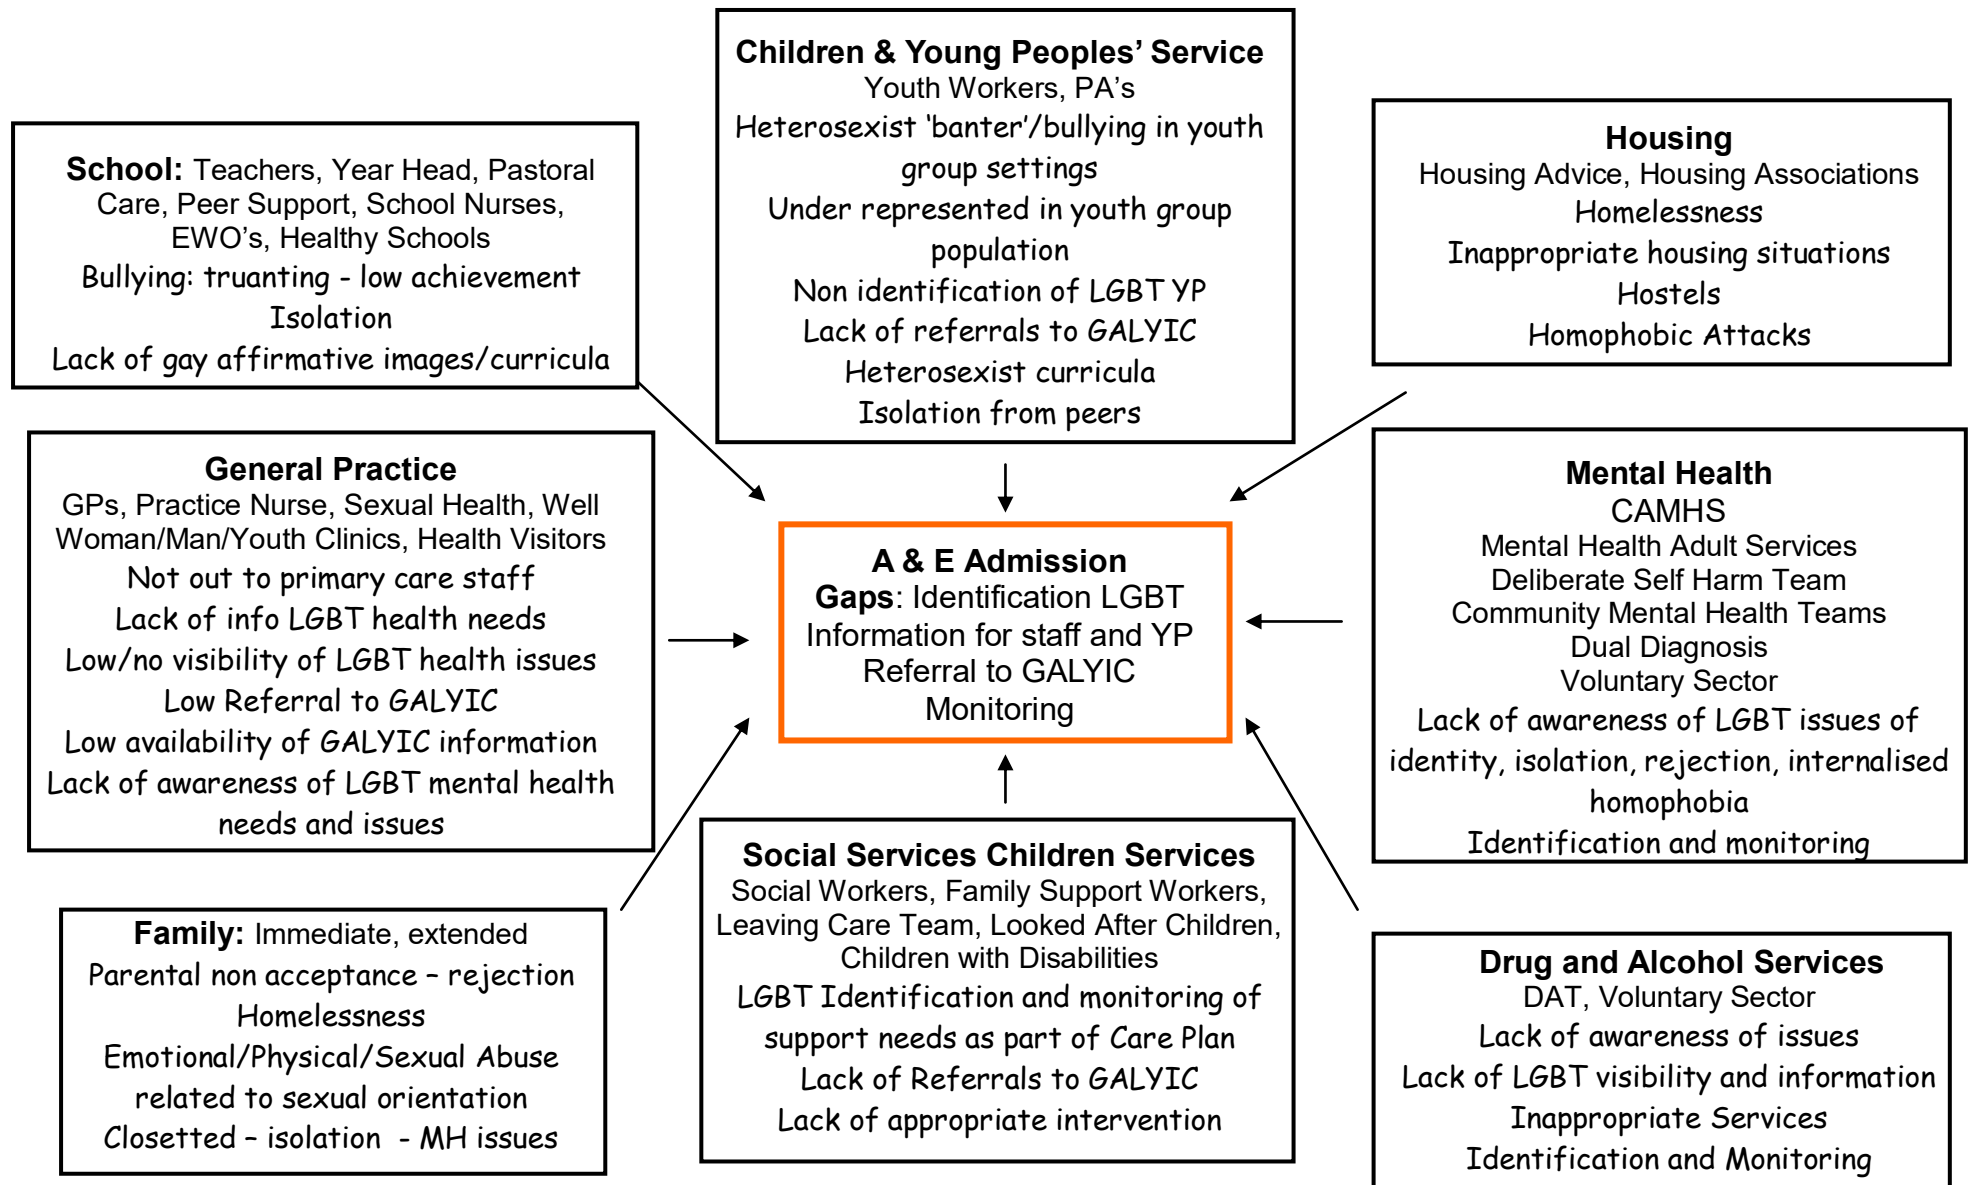 Children & Young Peoples’ Service
Youth Workers, PA’s
Heterosexist ‘banter’/bullying in youth
group settings
Under represented in youth group
population
Non identification of LGBT YP
Lack of referrals to GALYIC
Heterosexist curricula
Isolation from peers
School: Teachers, Year Head, Pastoral
Care, Peer Support, School Nurses,
EWO’s, Healthy Schools
Bullying: truanting - low achievement
Isolation
Lack of gay affirmative images/curricula
Housing
Housing Advice, Housing Associations
Homelessness
Inappropriate housing situations
Hostels
Homophobic Attacks
General Practice
GPs, Practice Nurse, Sexual Health, Well
Woman/Man/Youth Clinics, Health Visitors
Not out to primary care staff
Lack of info LGBT health needs
Low/no visibility of LGBT health issues
Low Referral to GALYIC
Low availability of GALYIC information
Lack of awareness of LGBT mental health
needs and issues
A & E Admission
Gaps: Identification LGBT
Information for staff and YP
Referral to GALYIC
Monitoring
Mental Health
CAMHS
Mental Health Adult Services
Deliberate Self Harm Team
Community Mental Health Teams
Dual Diagnosis
Voluntary Sector
Lack of awareness of LGBT issues of
identity, isolation, rejection, internalised
homophobia
Identification and monitoring
Family: Immediate, extended
Parental non acceptance – rejection
Homelessness
Emotional/Physical/Sexual Abuse
related to sexual orientation
Closetted – isolation - MH issues
Social Services Children Services
Social Workers, Family Support Workers,
Leaving Care Team, Looked After Children,
Children with Disabilities
LGBT Identification and monitoring of
support needs as part of Care Plan
Lack of Referrals to GALYIC
Lack of appropriate intervention
Drug and Alcohol Services
DAT, Voluntary Sector
Lack of awareness of issues
Lack of LGBT visibility and information
Inappropriate Services
Identification and Monitoring